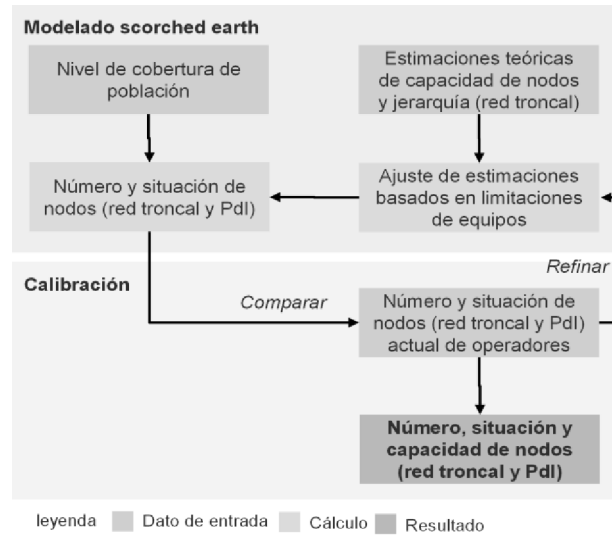 Modelado scorched earth
Nivel de cobertura de
población
Estimaciones teóricas
de capacidad de nodos
y jerarquía (red troncal)
Número y situación de
nodos (red troncal y PdI)
Ajuste de estimaciones
basados en limitaciones
de equipos
Refinar
Calibración
Comparar
Número y situación de
nodos (red troncal y PdI)
actual de operadores
Número, situación y
capacidad de nodos
(red troncal y PdI)
leyenda Dato de entrada Cálculo Resultado